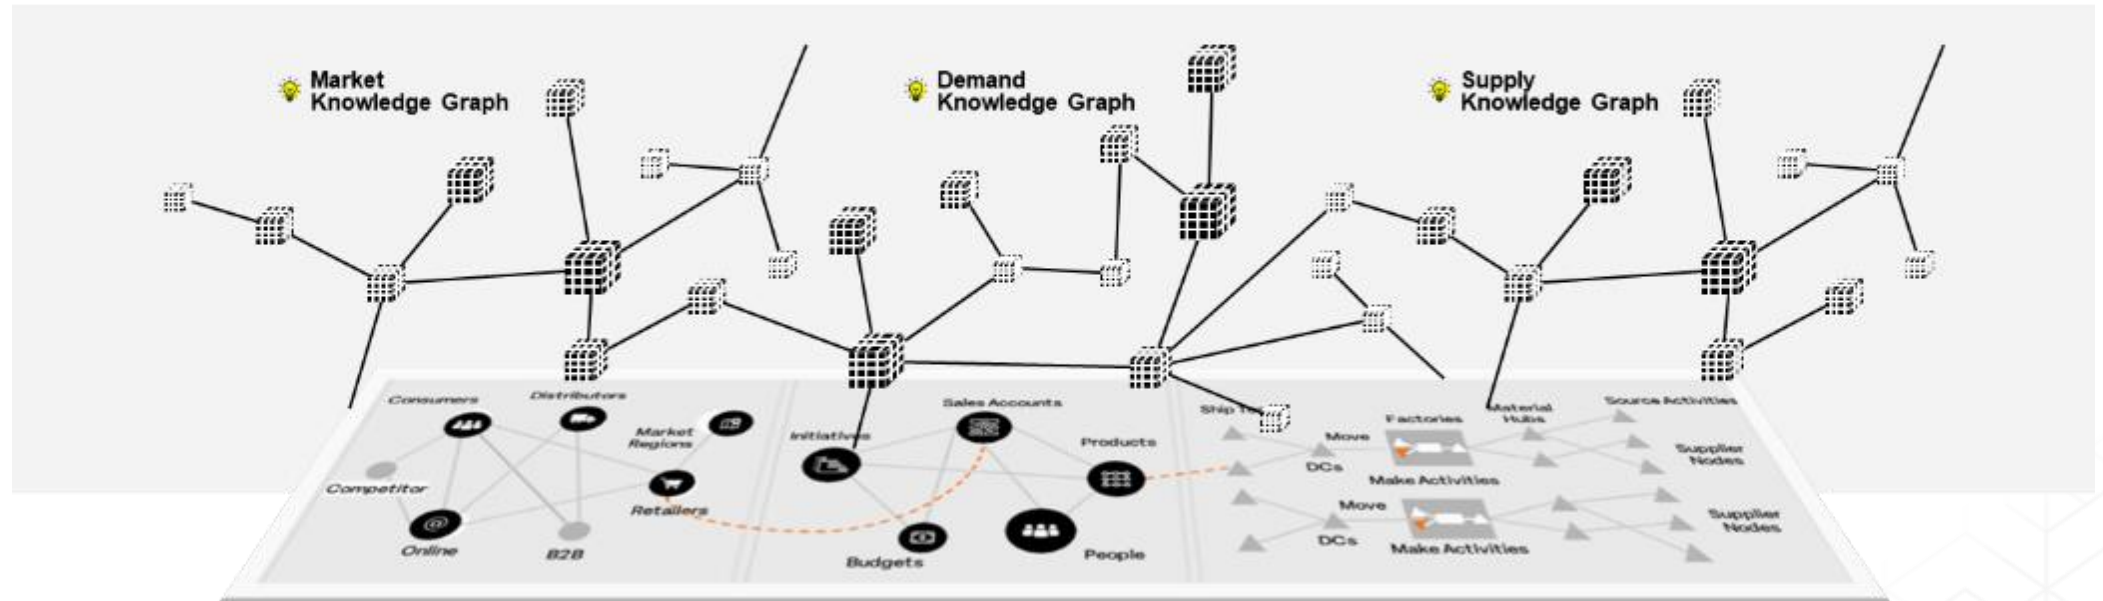 Market
Knowledge Graph
Demand
Knowledge Graph
Supply
Knowledge Graph
Consumers
Distributors
Market
Regions
Competitor
Retailers
Online
B2B
Initiatives
Sales Accounts
Products
Budgets
People
Ship
Move
DCs
Factories
Make Activities
Material
Hubs
Source Activities
Supplier
Nodes
Move
DCs
Make Activities
Supplier
Nodes